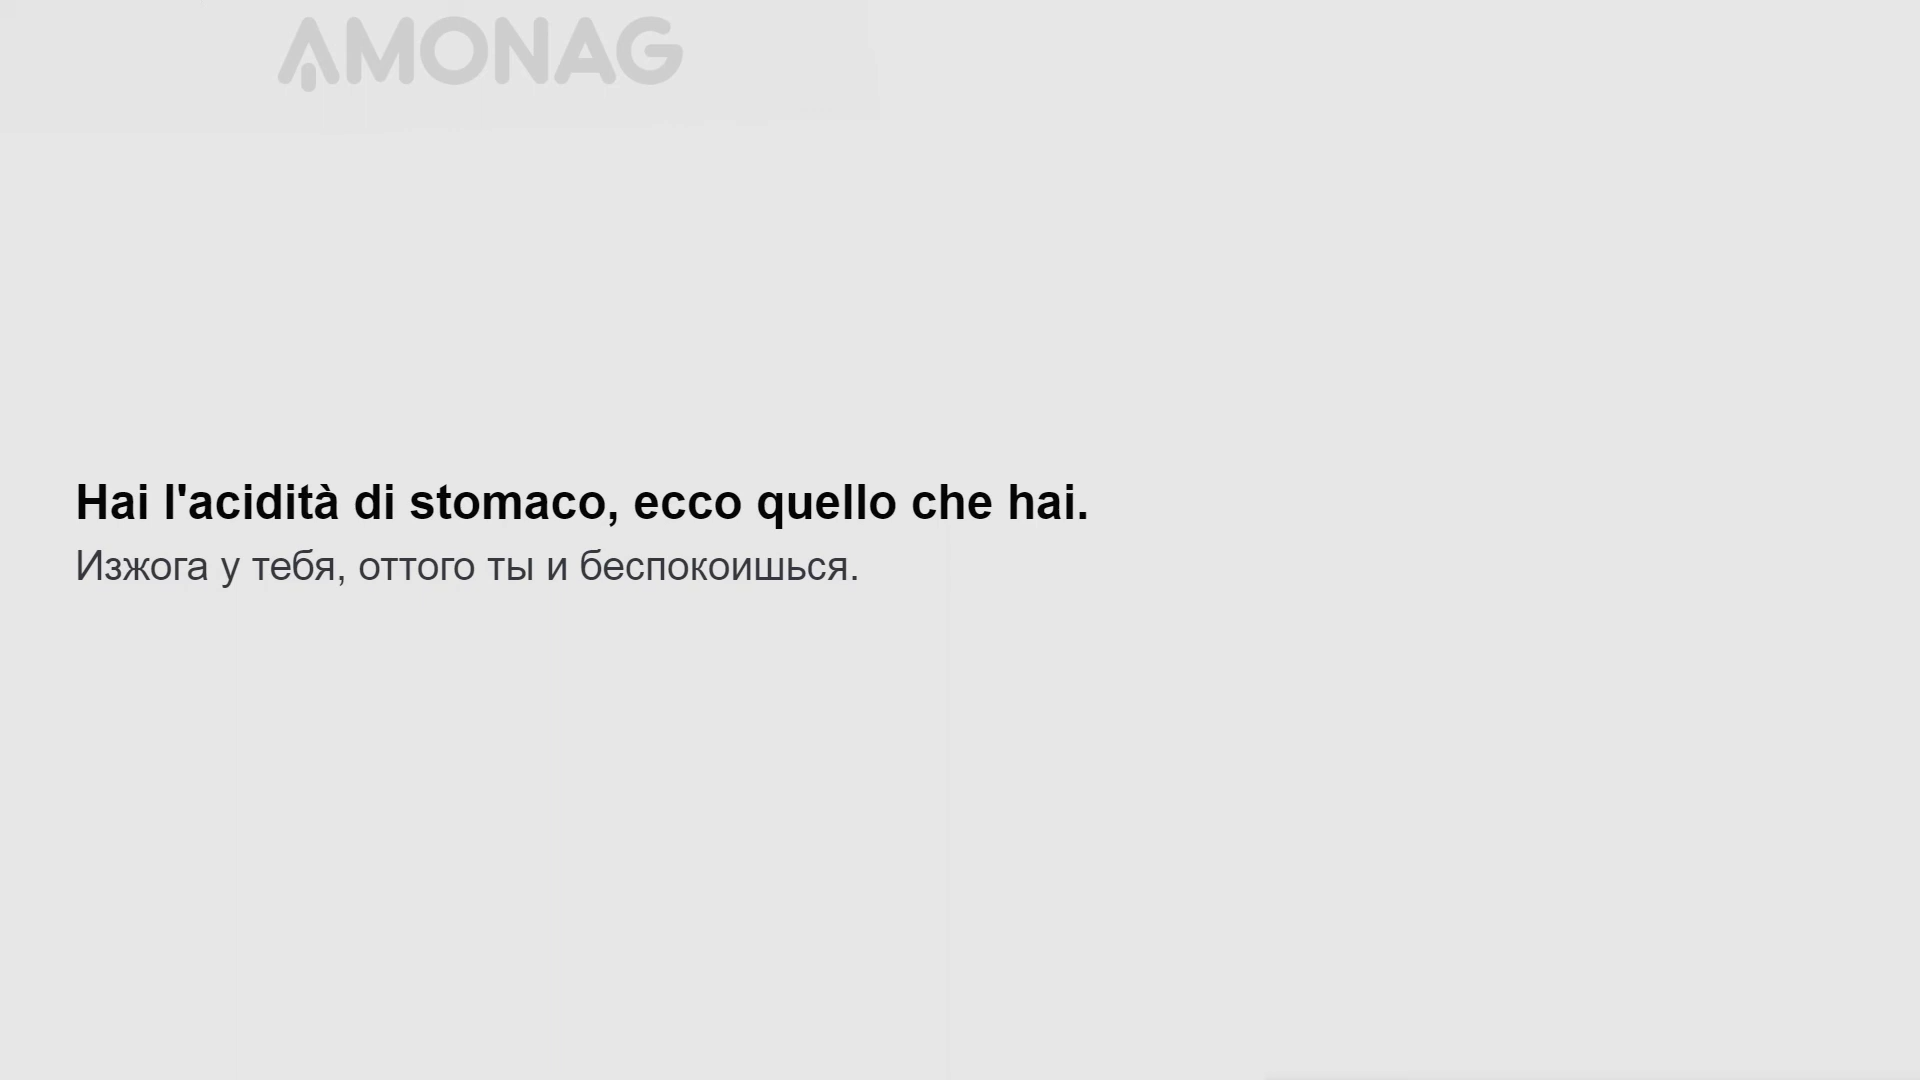 AMONAG
Hai l'acidità di stomaco, ecco quello che hai.
Изжога у тебя, оттого ты и беспокоишься.